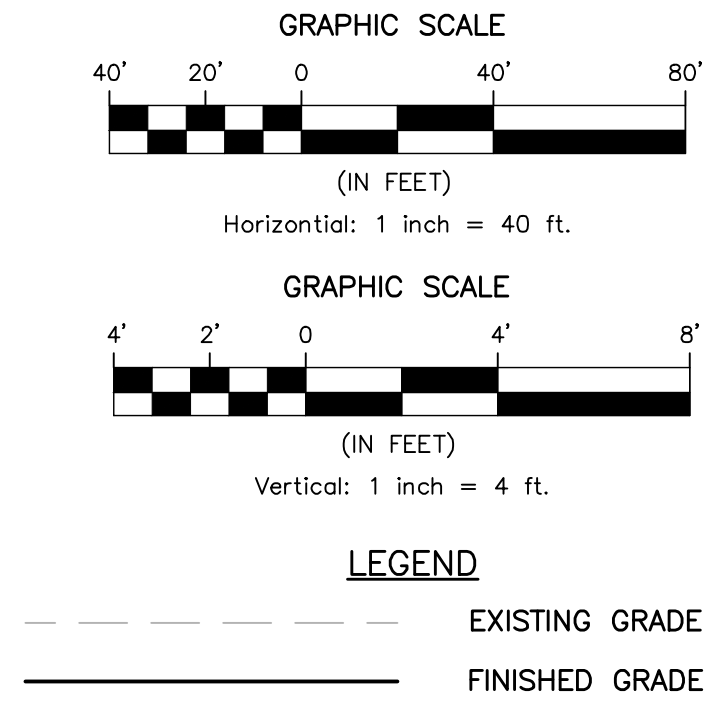 GRAPHIC SCALE
40' 20' 0 40' 80'
(IN FEET)
Horizontial: 1 inch = 40 ft.
GRAPHIC SCALE
4' 2' 0 4' 8'
(IN FEET)
Vertical: 1 inch = 4 ft.
LEGEND
EXISTING GRADE
FINISHED GRADE